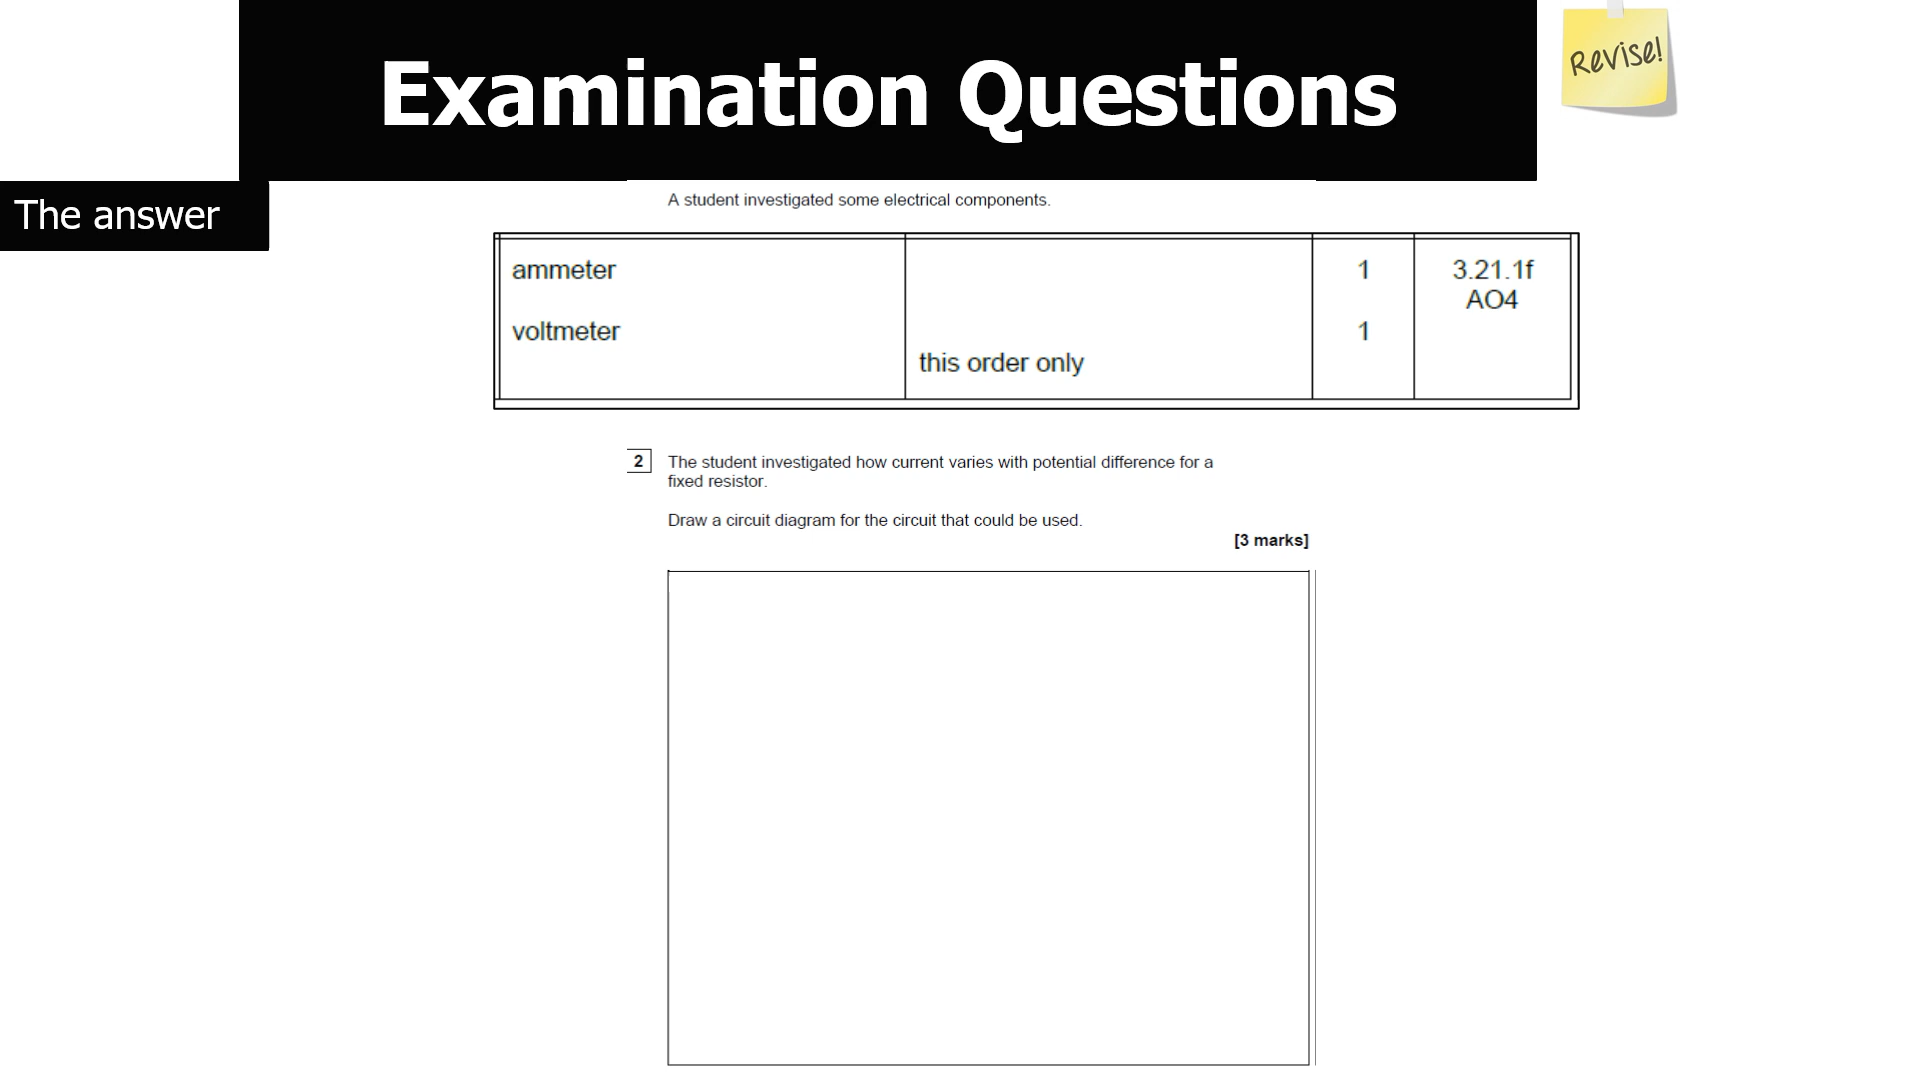 Examination Questions
Revise!
The answer
A student investigated some electrical components.
ammeter 1 3.21.1f
AO4
voltmeter 1
this order only
2 The student investigated how current varies with potential difference for a
fixed resistor.
Draw a circuit diagram for the circuit that could be used.
[3 marks]